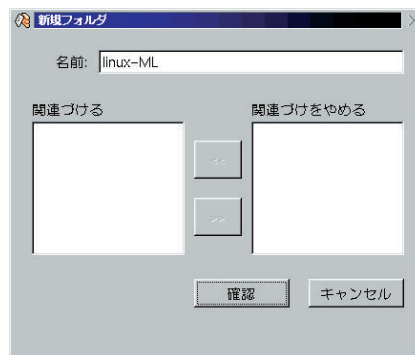 新規フォルダ
名前: linux-ML
関連づける 関連づけをやめる
<<
>>
確認 キャンセル